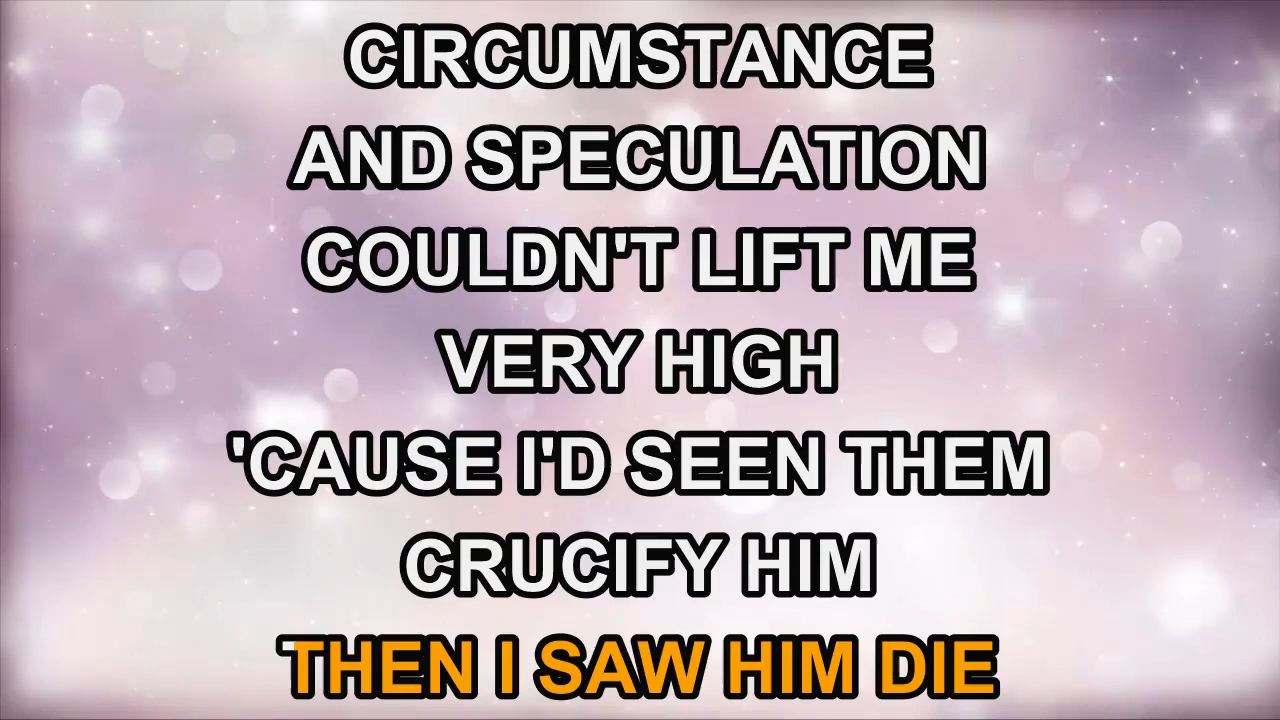 CIRCUMSTANCE
AND SPECULATION
COULDN'T LIFT ME
VERY HIGH
'CAUSE I'D SEEN THEM
CRUCIFY HIM
THEN I SAW HIM DIE